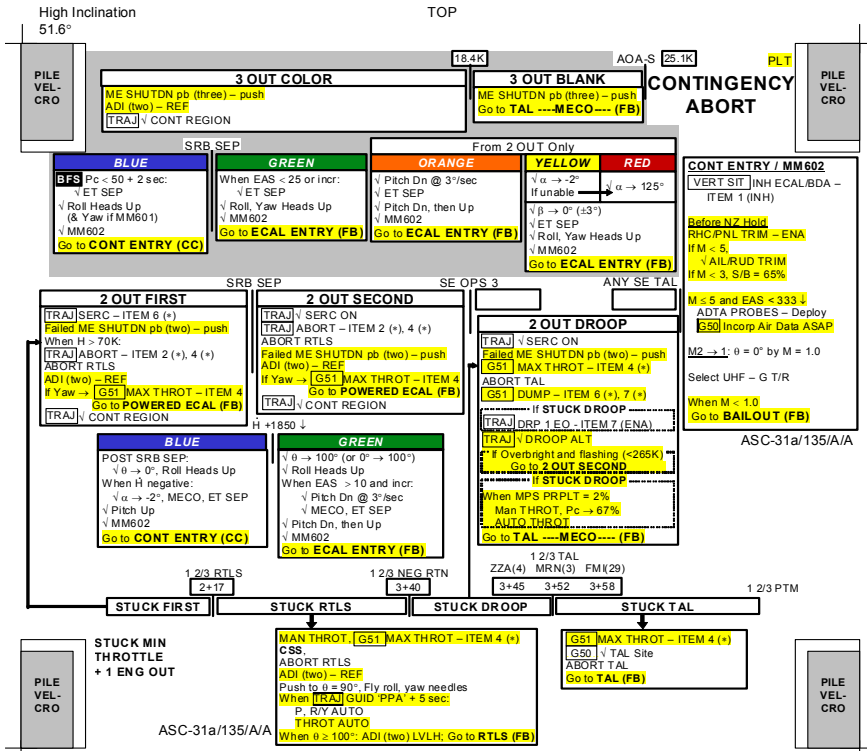 High Inclination
51.6°
TOP
PILE
VEL-
CRO
18.4K
AOA-S
25.1K
PLT
PILE
VEL-
CRO
CONTINGENCY
ABORT
3 OUT COLOR
ME SHUTDN pb (three) – push
ADI (two) – REF
TRAJ √ CONT REGION
3 OUT BLANK
ME SHUTDN pb (three) – push
Go to TAL ----MECO---- (FB)
SRB SEP
From 2 OUT Only
BLUE
BFS Pc < 50 + 2 sec:
√ ET SEP
√ Roll Heads Up
(& Yaw if MM601)
√ MM602
Go to CONT ENTRY (CC)
GREEN
When EAS < 25 or incr:
√ ET SEP
√ Roll, Yaw Heads Up
√ MM602
Go to ECAL ENTRY (FB)
ORANGE
√ Pitch Dn @ 3°/sec
√ ET SEP
√ Pitch Dn, then Up
√ MM602
Go to ECAL ENTRY (FB)
YELLOW
RED
√ α → -2°
If unable
√ α → 125°
√ β → 0° (±3°)
√ ET SEP
√ Roll, Yaw Heads Up
√ MM602
Go to ECAL ENTRY (FB)
CONT ENTRY / MM602
VERT SIT INH ECAL/BDA –
ITEM 1 (INH)
Before NZ Hold
RHC/PNL TRIM – ENA
If M < 5,
√ AIL/RUD TRIM
If M < 3, S/B = 65%
M ≤ 5 and EAS < 333 ↓
ADTA PROBES – Deploy
G50 Incorp Air Data ASAP
M2 → 1: θ = 0° by M = 1.0
Select UHF – G T/R
When M < 1.0
Go to BAILOUT (FB)
ASC-31a/135/A/A
SRB SEP
SE OPS 3
ANY SE TAL
2 OUT FIRST
TRAJ SERC – ITEM 6 (*)
Failed ME SHUTDN pb (two) – push
When H > 70K:
TRAJ ABORT – ITEM 2 (*), 4 (*)
ABORT RTLS
ADI (two) – REF
If Yaw → G51 MAX THROT – ITEM 4
Go to POWERED ECAL (FB)
TRAJ √ CONT REGION
2 OUT SECOND
TRAJ √ SERC ON
TRAJ ABORT – ITEM 2 (*), 4 (*)
ABORT RTLS
Failed ME SHUTDN pb (two) – push
ADI (two) – REF
If Yaw → G51 MAX THROT – ITEM 4
Go to POWERED ECAL (FB)
TRAJ √ CONT REGION
2 OUT DROOP
TRAJ √ SERC ON
Failed ME SHUTDN pb (two) – push
G51 MAX THROT – ITEM 4 (*)
ABORT TAL
G51 DUMP – ITEM 6 (*), 7 (*)
If STUCK DROOP
TRAJ DRP 1 EO - ITEM 7 (ENA)
TRAJ √ DROOP ALT
If Overbright and flashing (<265K)
Go to 2 OUT SECOND
If STUCK DROOP
When MPS PRPLT = 2%
Man THROT, Pc → 67%
AUTO THROT
Go to TAL ----MECO---- (FB)
Ḣ +1850 ↓
BLUE
POST SRB SEP:
√ θ → 0°, Roll Heads Up
When Ḣ negative:
√ α → -2°, MECO, ET SEP
√ Pitch Up
√ MM602
Go to CONT ENTRY (CC)
GREEN
√ θ → 100° (or 0° → 100°)
√ Roll Heads Up
When EAS > 10 and incr:
√ Pitch Dn @ 3°/sec
√ MECO, ET SEP
√ Pitch Dn, then Up
√ MM602
Go to ECAL ENTRY (FB)
1 2/3 RTLS
2+17
1 2/3 NEG RTN
3+40
1 2/3 TAL
ZZA(4) MRN(3) FMI(29)
3+45 3+52 3+58
1 2/3 PTM
STUCK FIRST
STUCK RTLS
STUCK DROOP
STUCK TAL
PILE
VEL-
CRO
STUCK MIN
THROTTLE
+ 1 ENG OUT
MAN THROT, G51 MAX THROT – ITEM 4 (*)
CSS,
ABORT RTLS
ADI (two) – REF
Push to θ = 90°, Fly roll, yaw needles
When TRAJ GUID 'PPA' + 5 sec:
P, R/Y AUTO
THROT AUTO
When θ ≥ 100°: ADI (two) LVLH; Go to RTLS (FB)
G51 MAX THROT – ITEM 4 (*)
G50 √ TAL Site
ABORT TAL
Go to TAL (FB)
PILE
VEL-
CRO
ASC-31a/135/A/A